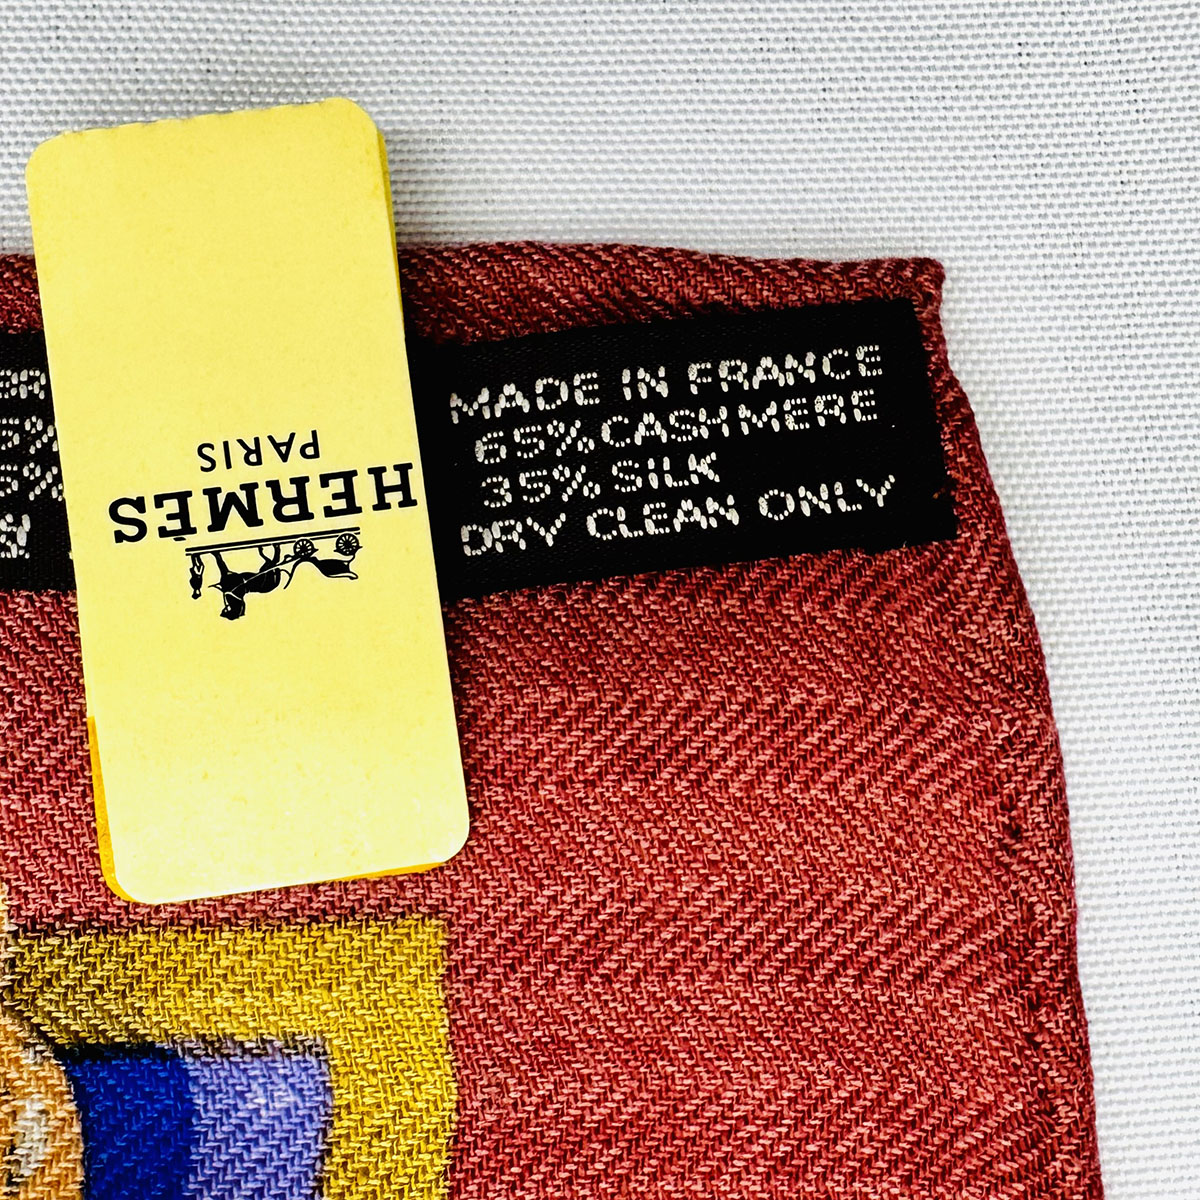 MADE IN FRANCE
65% CASHMERE
35% SILK
DRY CLEAN ONLY
HERMÈS
PARIS